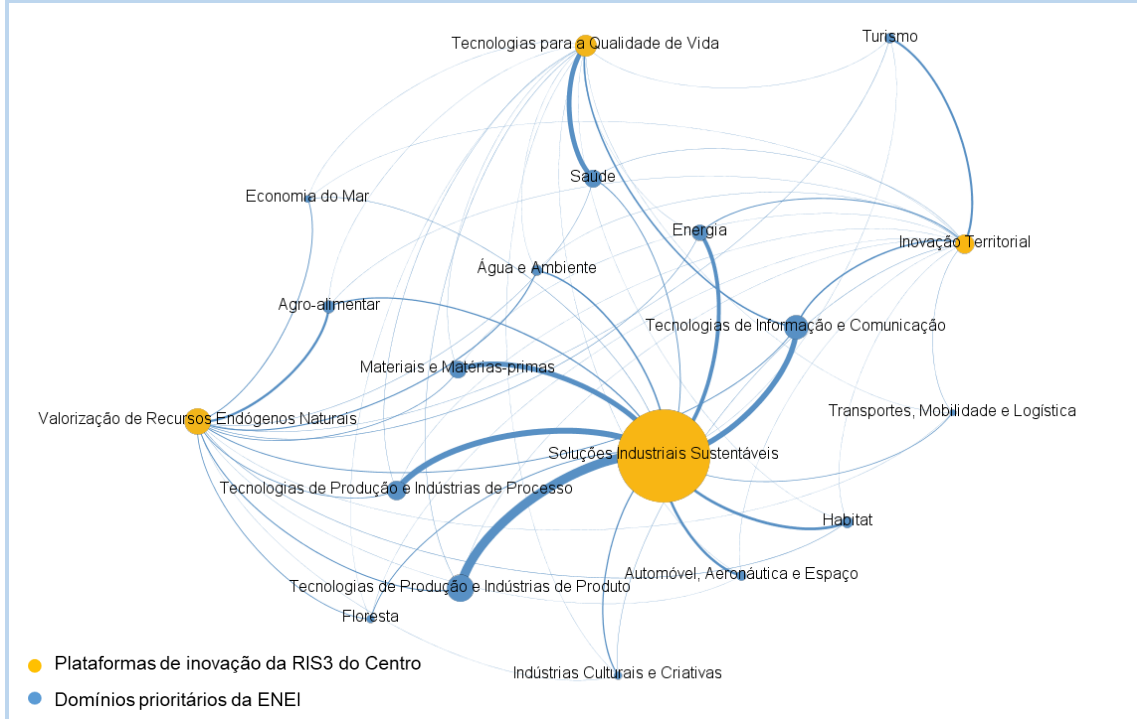 Turismo
Tecnologias para a Qualidade de Vida
Saúde
Economia do Mar
Energia
Inovação Territorial
Água e Ambiente
Agro-alimentar
Tecnologias de Informação e Comunicação
Materiais e Matérias-primas
Transportes, Mobilidade e Logística
Valorização de Recursos Endógenos Naturais
Soluções Industriais Sustentáveis
Tecnologias de Produção e Indústrias de Processo
Habitat
Automóvel, Aeronáutica e Espaço
Tecnologias de Produção e Indústrias de Produto
Floresta
Indústrias Culturais e Criativas
Plataformas de inovação da RIS3 do Centro
Domínios prioritários da ENEI